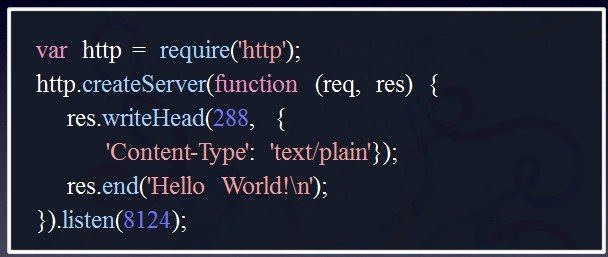 var http = require('http');
http.createServer(function (req, res) {
res.writeHead(288, {
'Content-Type': 'text/plain'});
res.end('Hello World!\n');
}).listen(8124);